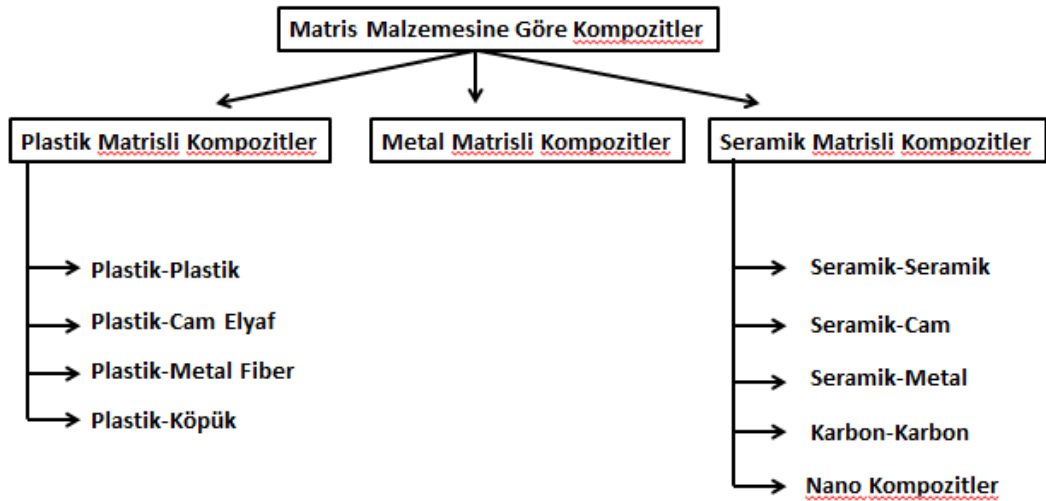 Matris Malzemesine Göre Kompozitler
Plastik Matrisli Kompozitler
Metal Matrisli Kompozitler
Seramik Matrisli Kompozitler
Plastik-Plastik
Plastik-Cam Elyaf
Plastik-Metal Fiber
Plastik-Köpük
Seramik-Seramik
Seramik-Cam
Seramik-Metal
Karbon-Karbon
Nano Kompozitler